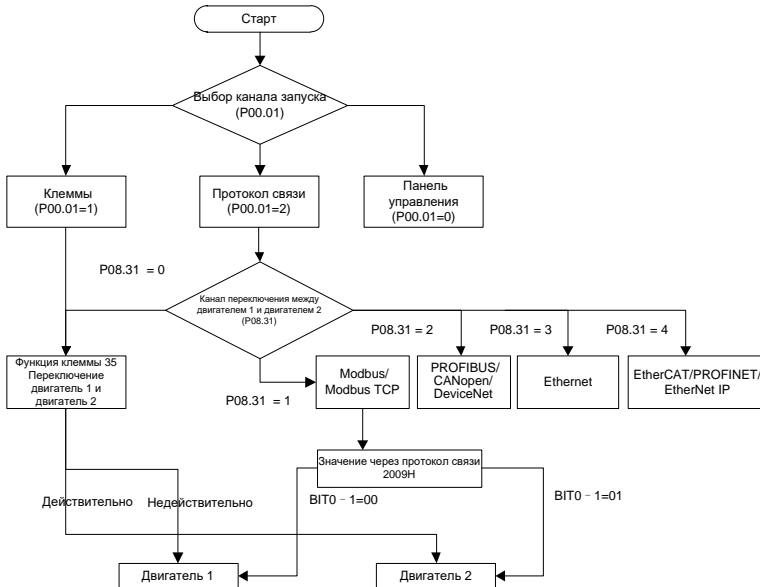 Старт
Выбор канала запуска
(P00.01)
Клеммы
(P00.01=1)
Протокол связи
(P00.01=2)
Панель
управления
(P00.01=0)
P08.31 = 0
Канал переключения между
двигателем 1 и двигателем 2
(P08.31)
P08.31 = 2
P08.31 = 3
P08.31 = 4
Функция клеммы 35
Переключение
двигатель 1 и
двигатель 2
P08.31 = 1
Modbus/
Modbus TCP
PROFIBUS/
CANopen/
DeviceNet
Ethernet
EtherCAT/PROFINET/
EtherNet IP
Значение через протокол связи
2009H
Действительно
Недействительно
BIT0 - 1=00
BIT0 - 1=01
Двигатель 1
Двигатель 2